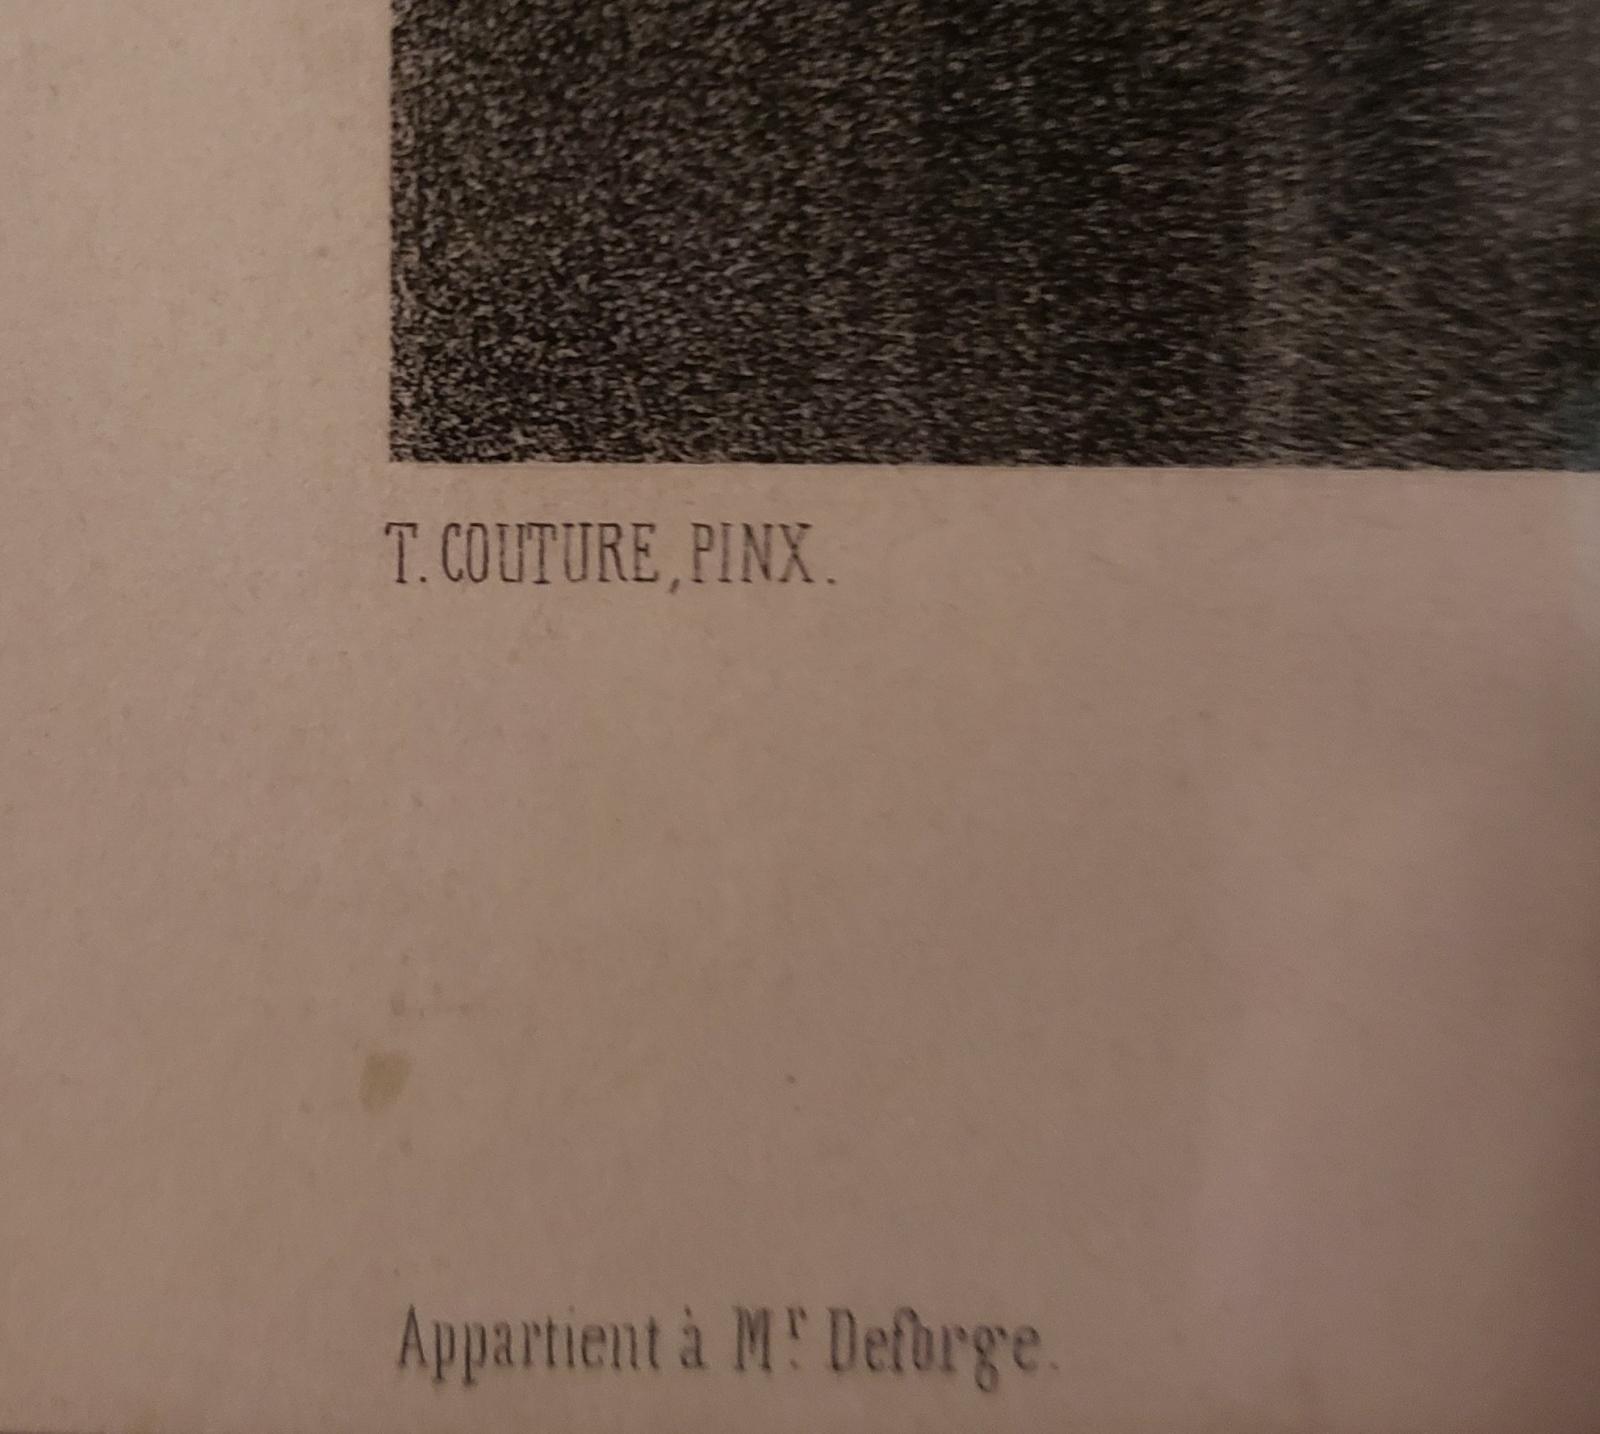 T. COUTURE, PINX.
Appartient à Mr. Deforge.